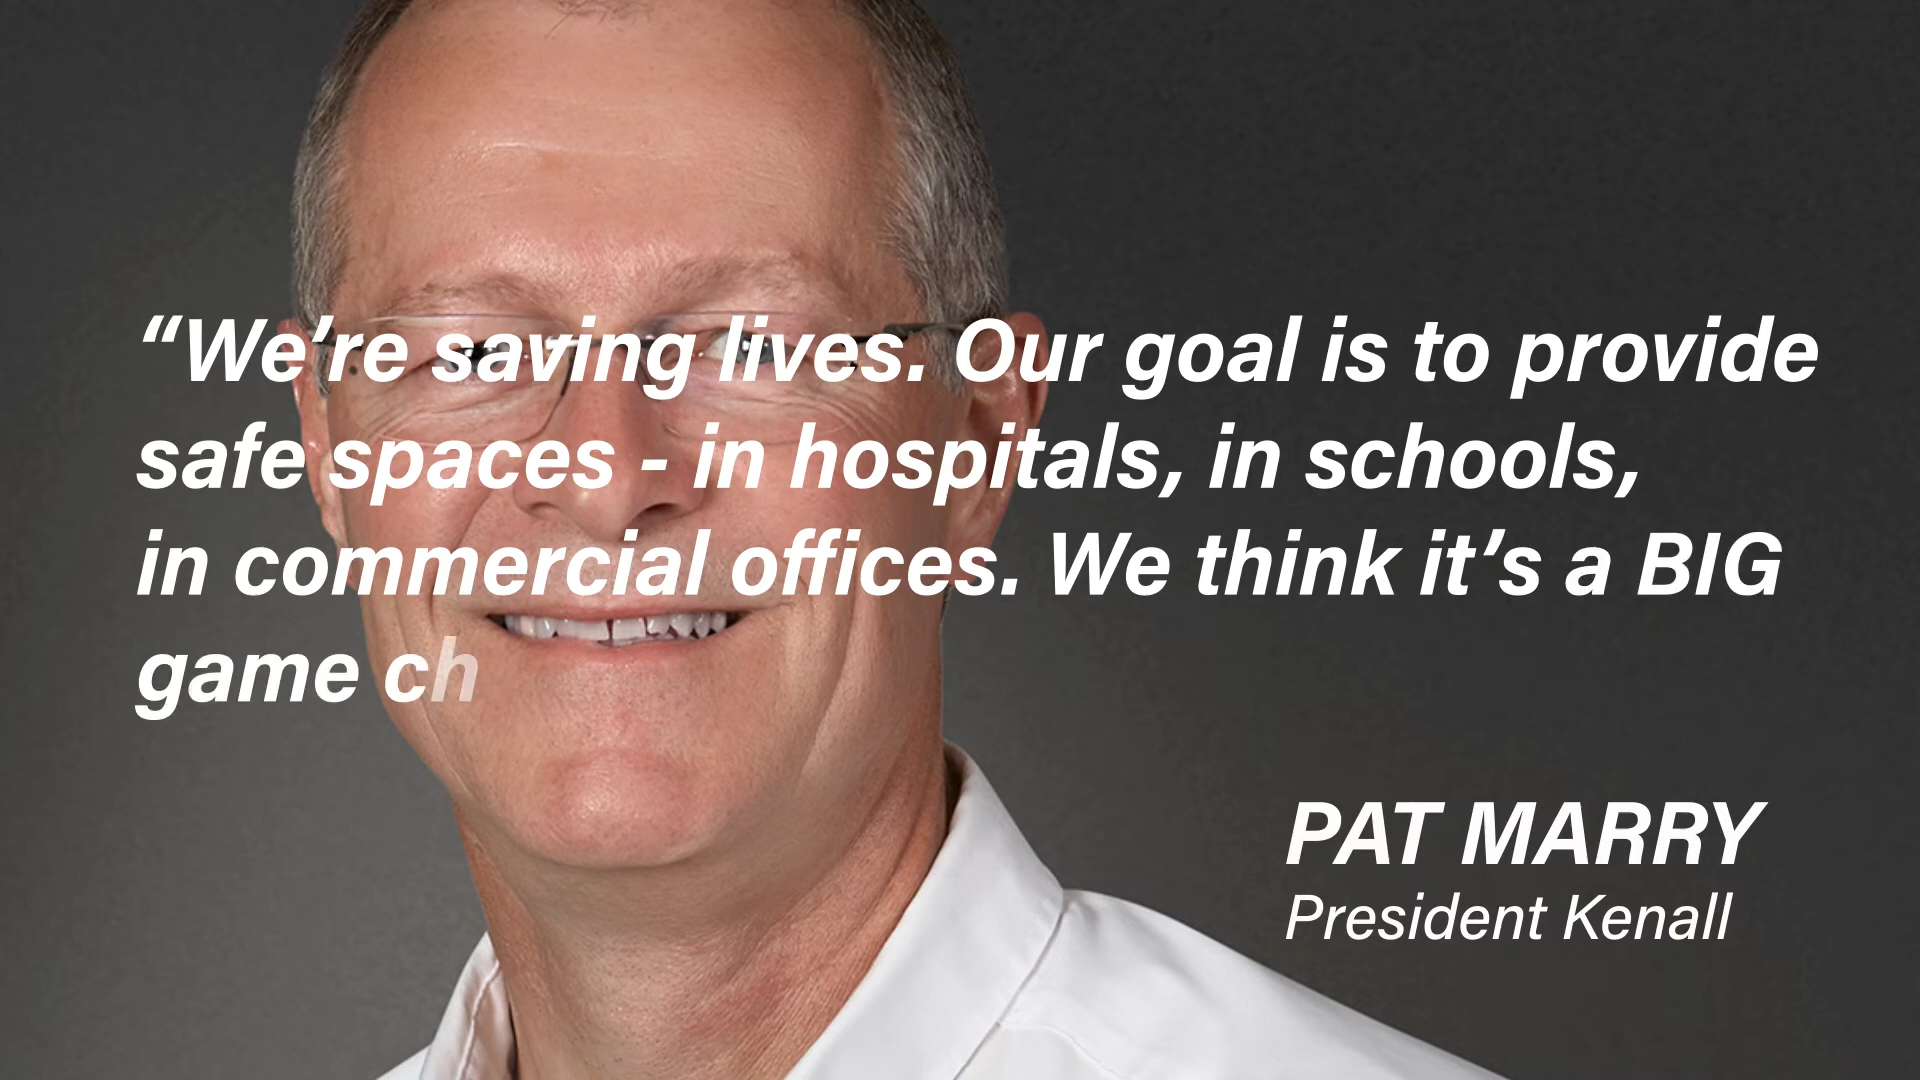 “We’re saving lives. Our goal is to provide
safe spaces - in hospitals, in schools,
in commercial offices. We think it’s a BIG
game ch
PAT MARRY
President Kenall